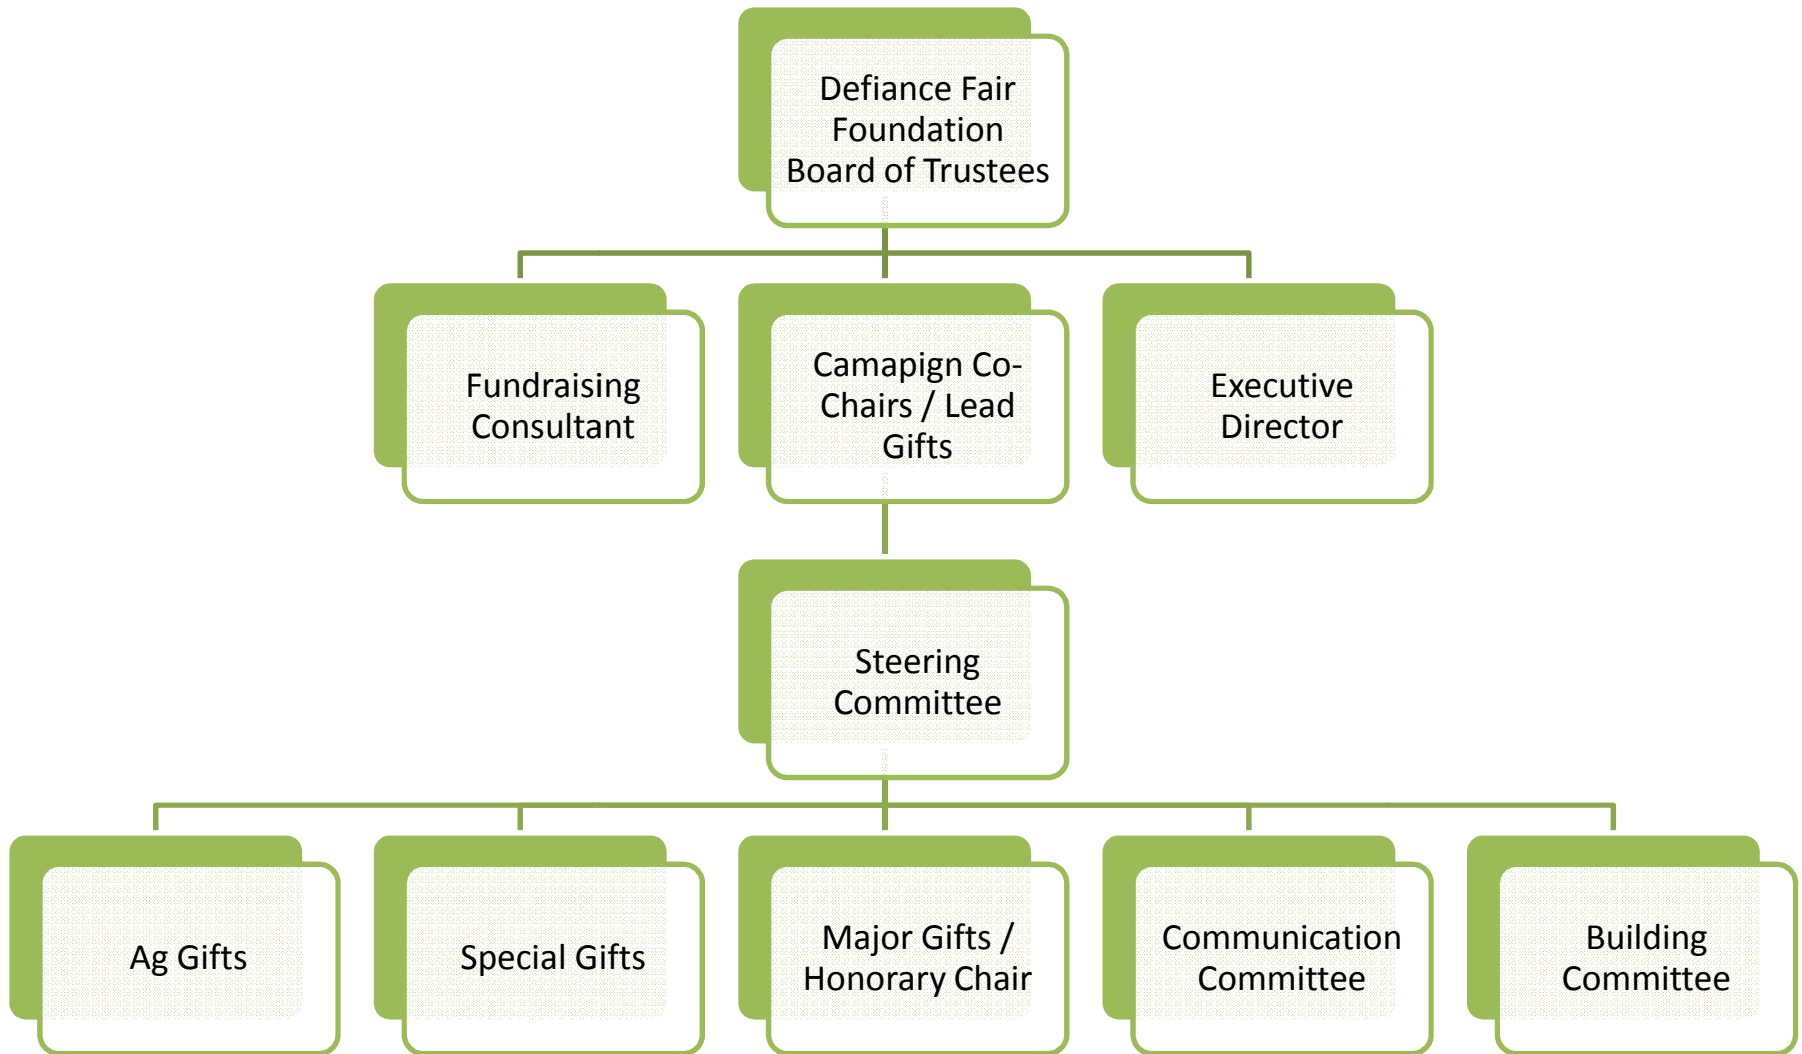 Defiance Fair
Foundation
Board of Trustees
Fundraising
Consultant
Camapign Co-
Chairs / Lead
Gifts
Executive
Director
Steering
Committee
Ag Gifts
Special Gifts
Major Gifts /
Honorary Chair
Communication
Committee
Building
Committee